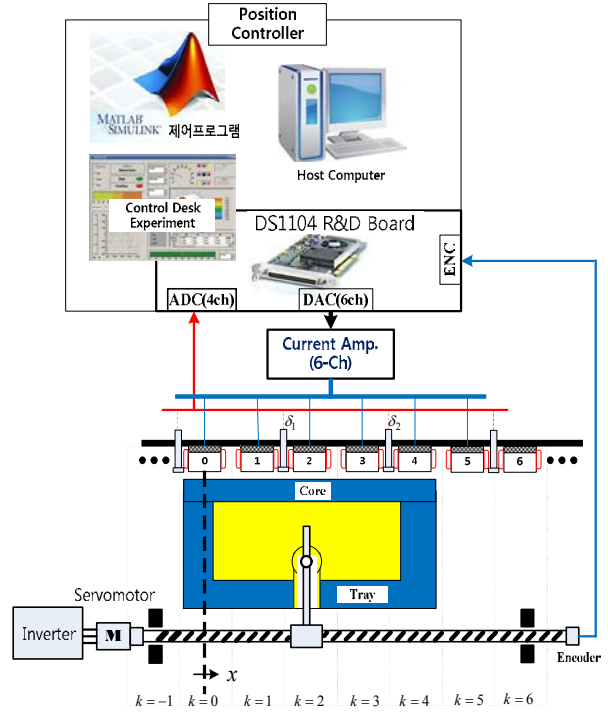 Position
Controller
MATLAB
SIMULINK 제어프로그램
Host Computer
Control Desk
Experiment
DS1104 R&D Board
ENC
ADC(4ch)
DAC(6ch)
Current Amp.
(6-Ch)
δ₁
δ₂
0
1
2
3
4
5
6
Core
Tray
Servomotor
Inverter
M
Encoder
x
k = −1
k = 0
k = 1
k = 2
k = 3
k = 4
k = 5
k = 6